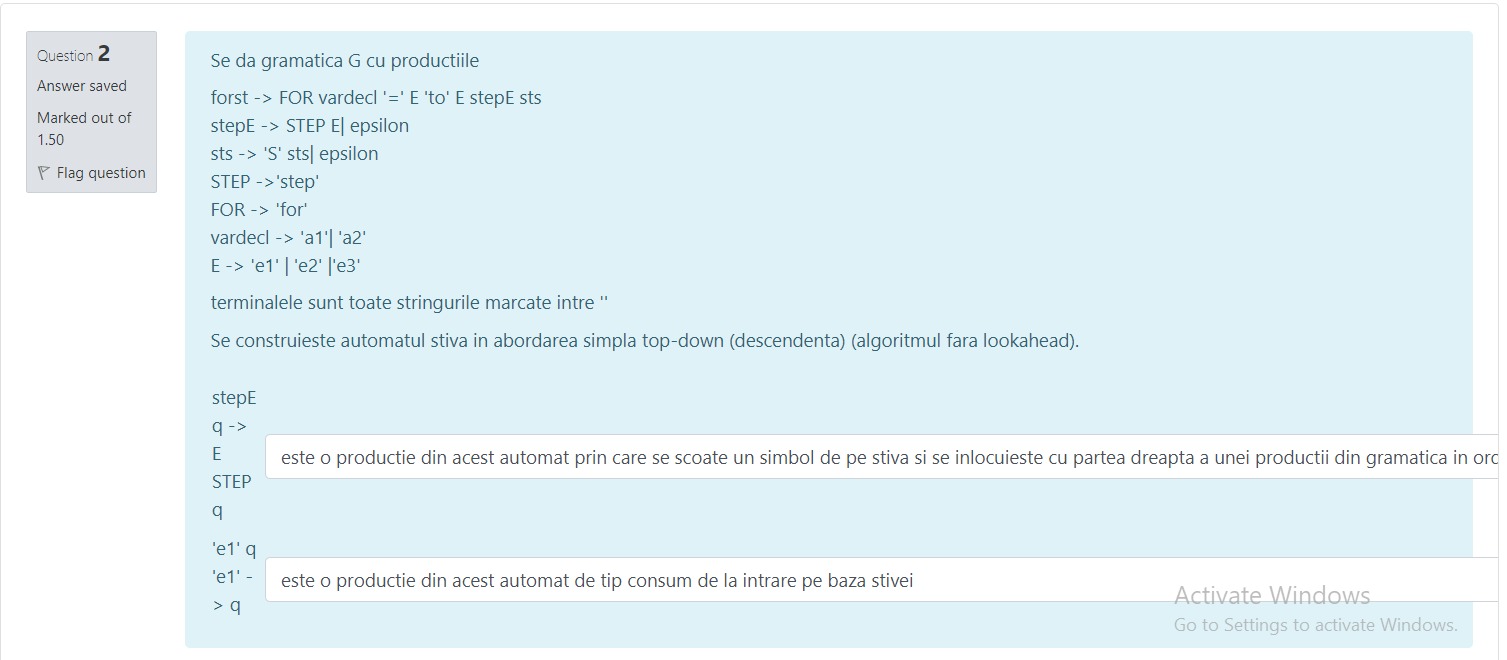 Question 2
Answer saved
Marked out of
1.50
Flag question
Se da gramatica G cu productiile
forst -> FOR vardecl '=' E 'to' E stepE sts
stepE -> STEP E| epsilon
sts -> 'S' sts| epsilon
STEP ->'step'
FOR -> 'for'
vardecl -> 'a1'| 'a2'
E -> 'e1' | 'e2' |'e3'
terminalele sunt toate stringurile marcate intre ''
Se construieste automatul stiva in abordarea simpla top-down (descendenta) (algoritmul fara lookahead).
stepE
q ->
E
STEP
q
este o productie din acest automat prin care se scoate un simbol de pe stiva si se inlocuieste cu partea dreapta a unei productii din gramatica in
'e1' q
'e1' -
> q
este o productie din acest automat de tip consum de la intrare pe baza stivei
Activate Windows
Go to Settings to activate Windows.